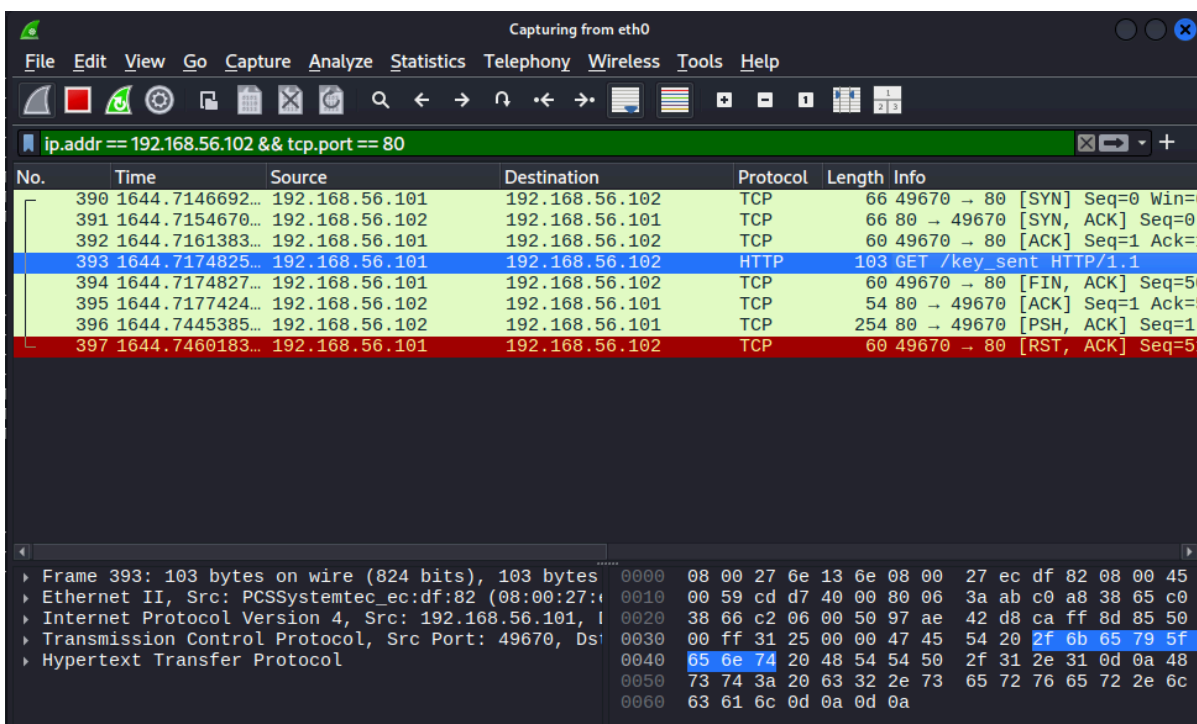 Capturing from eth0
File Edit View Go Capture Analyze Statistics Telephony Wireless Tools Help
ip.addr == 192.168.56.102 && tcp.port == 80
No. Time Source Destination Protocol Length Info
390 1644.7146692… 192.168.56.101 192.168.56.102 TCP 66 49670 → 80 [SYN] Seq=0 Win=
391 1644.7154670… 192.168.56.102 192.168.56.101 TCP 66 80 → 49670 [SYN, ACK] Seq=0
392 1644.7161383… 192.168.56.101 192.168.56.102 TCP 60 49670 → 80 [ACK] Seq=1 Ack=
393 1644.7174825… 192.168.56.101 192.168.56.102 HTTP 103 GET /key_sent HTTP/1.1
394 1644.7174827… 192.168.56.101 192.168.56.102 TCP 60 49670 → 80 [FIN, ACK] Seq=5
395 1644.7177424… 192.168.56.102 192.168.56.101 TCP 54 80 → 49670 [ACK] Seq=1 Ack=
396 1644.7445385… 192.168.56.102 192.168.56.101 TCP 254 80 → 49670 [PSH, ACK] Seq=1
397 1644.7460183… 192.168.56.101 192.168.56.102 TCP 60 49670 → 80 [RST, ACK] Seq=5
Frame 393: 103 bytes on wire (824 bits), 103 bytes
Ethernet II, Src: PCSSystemtec_ec:df:82 (08:00:27:
Internet Protocol Version 4, Src: 192.168.56.101,
Transmission Control Protocol, Src Port: 49670, Ds
Hypertext Transfer Protocol
0000 08 00 27 6e 13 6e 08 00 27 ec df 82 08 00 45
0010 00 59 cd d7 40 00 80 06 3a ab c0 a8 38 65 c0
0020 38 66 c2 06 00 50 97 ae 42 d8 ca ff 8d 85 50
0030 00 ff 31 25 00 00 47 45 54 20 2f 6b 65 79 5f
0040 65 6e 74 20 48 54 54 50 2f 31 2e 31 0d 0a 48
0050 73 74 3a 20 63 32 2e 73 65 72 76 65 72 2e 6c
0060 63 61 6c 0d 0a 0d 0a